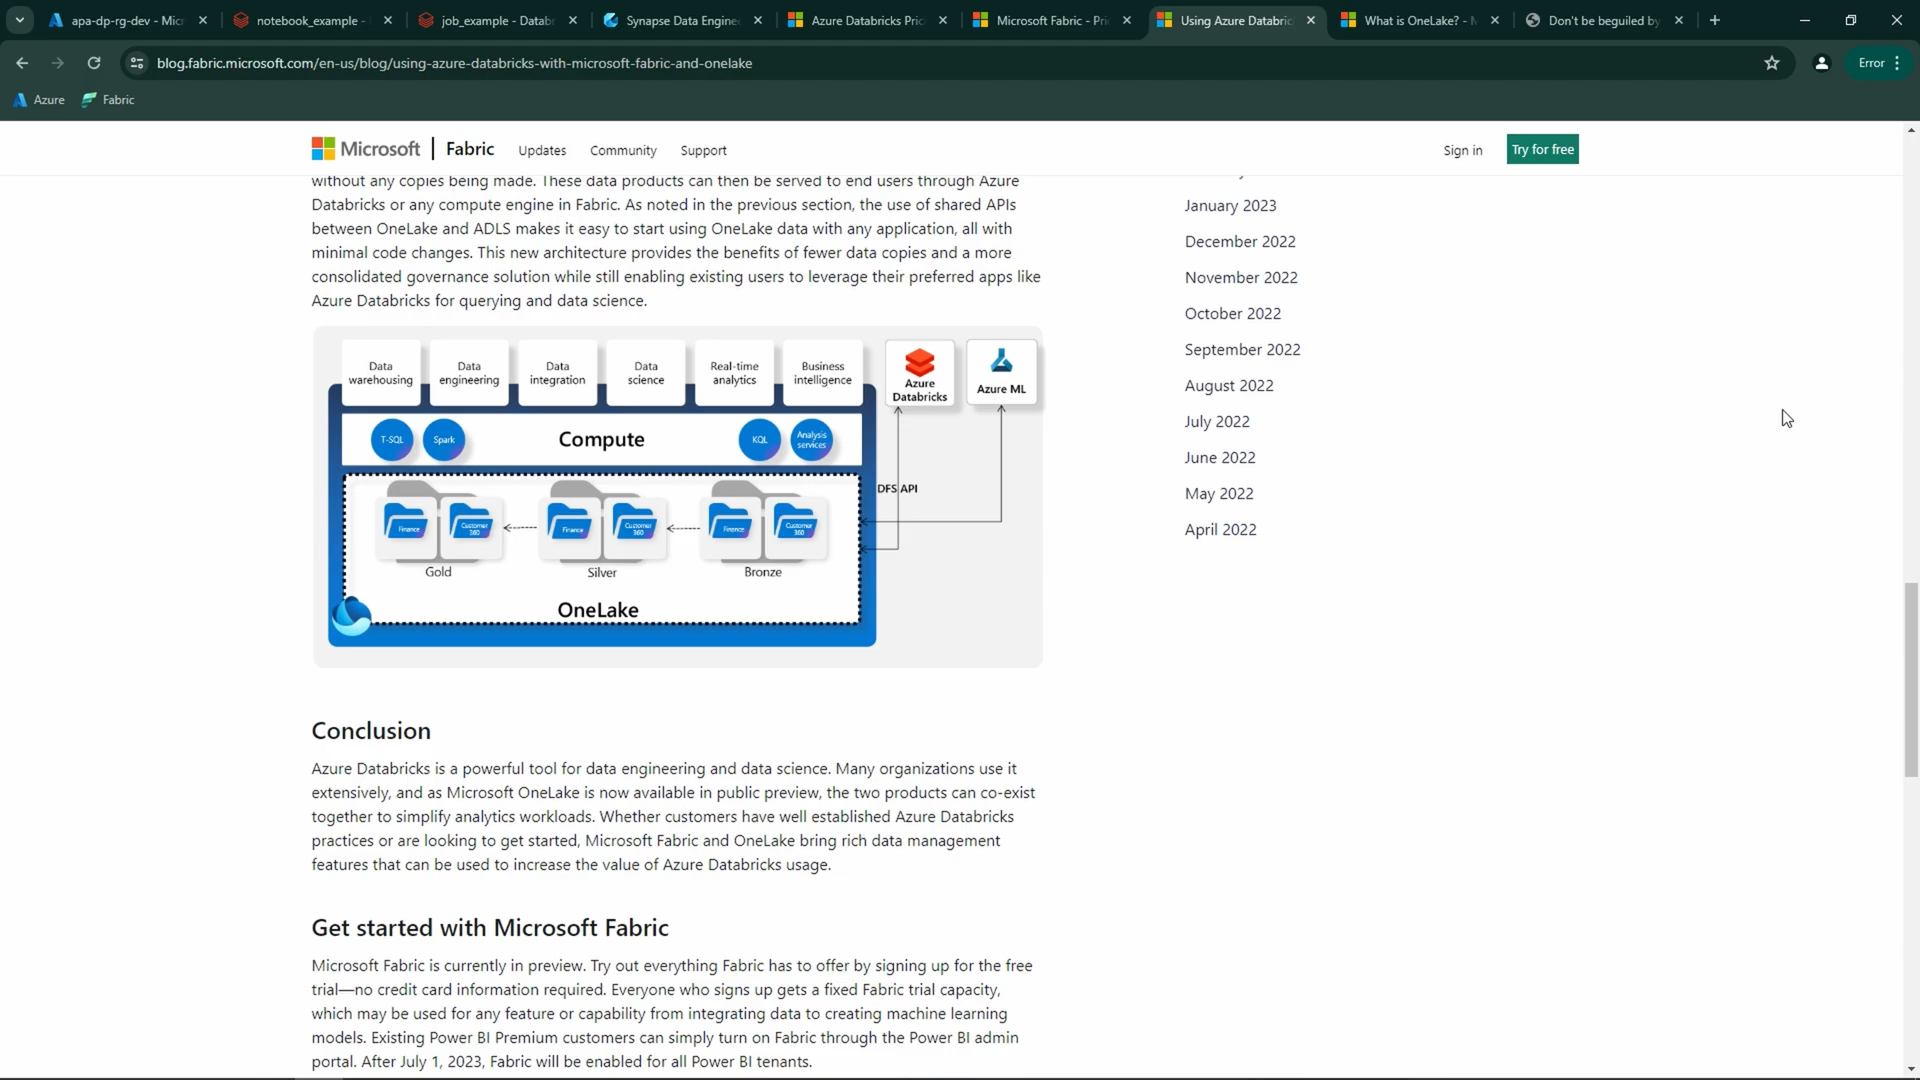 apa-dp-rg-dev - Micr
notebook_example -
job_example - Datab
Synapse Data Engine
Azure Databricks Pric
Microsoft Fabric - Pri
Using Azure Databric
What is OneLake? - M
Don't be beguiled by
blog.fabric.microsoft.com/en-us/blog/using-azure-databricks-with-microsoft-fabric-and-onelake
Error
Azure
Fabric
Microsoft
Fabric
Updates
Community
Support
Sign in
Try for free
without any copies being made. These data products can then be served to end users through Azure
Databricks or any compute engine in Fabric. As noted in the previous section, the use of shared APIs
between OneLake and ADLS makes it easy to start using OneLake data with any application, all with
minimal code changes. This new architecture provides the benefits of fewer data copies and a more
consolidated governance solution while still enabling existing users to leverage their preferred apps like
Azure Databricks for querying and data science.
Data
warehousing
Data
engineering
Data
integration
Data
science
Real-time
analytics
Business
intelligence
Azure
Databricks
Azure ML
T-SQL
Spark
Compute
KQL
Analysis
services
DFS API
Finance
Customer
360
Finance
Customer
360
Finance
Customer
360
Gold
Silver
Bronze
OneLake
Conclusion
Azure Databricks is a powerful tool for data engineering and data science. Many organizations use it
extensively, and as Microsoft OneLake is now available in public preview, the two products can co-exist
together to simplify analytics workloads. Whether customers have well established Azure Databricks
practices or are looking to get started, Microsoft Fabric and OneLake bring rich data management
features that can be used to increase the value of Azure Databricks usage.
Get started with Microsoft Fabric
Microsoft Fabric is currently in preview. Try out everything Fabric has to offer by signing up for the free
trial—no credit card information required. Everyone who signs up gets a fixed Fabric trial capacity,
which may be used for any feature or capability from integrating data to creating machine learning
models. Existing Power BI Premium customers can simply turn on Fabric through the Power BI admin
portal. After July 1, 2023, Fabric will be enabled for all Power BI tenants.
January 2023
December 2022
November 2022
October 2022
September 2022
August 2022
July 2022
June 2022
May 2022
April 2022